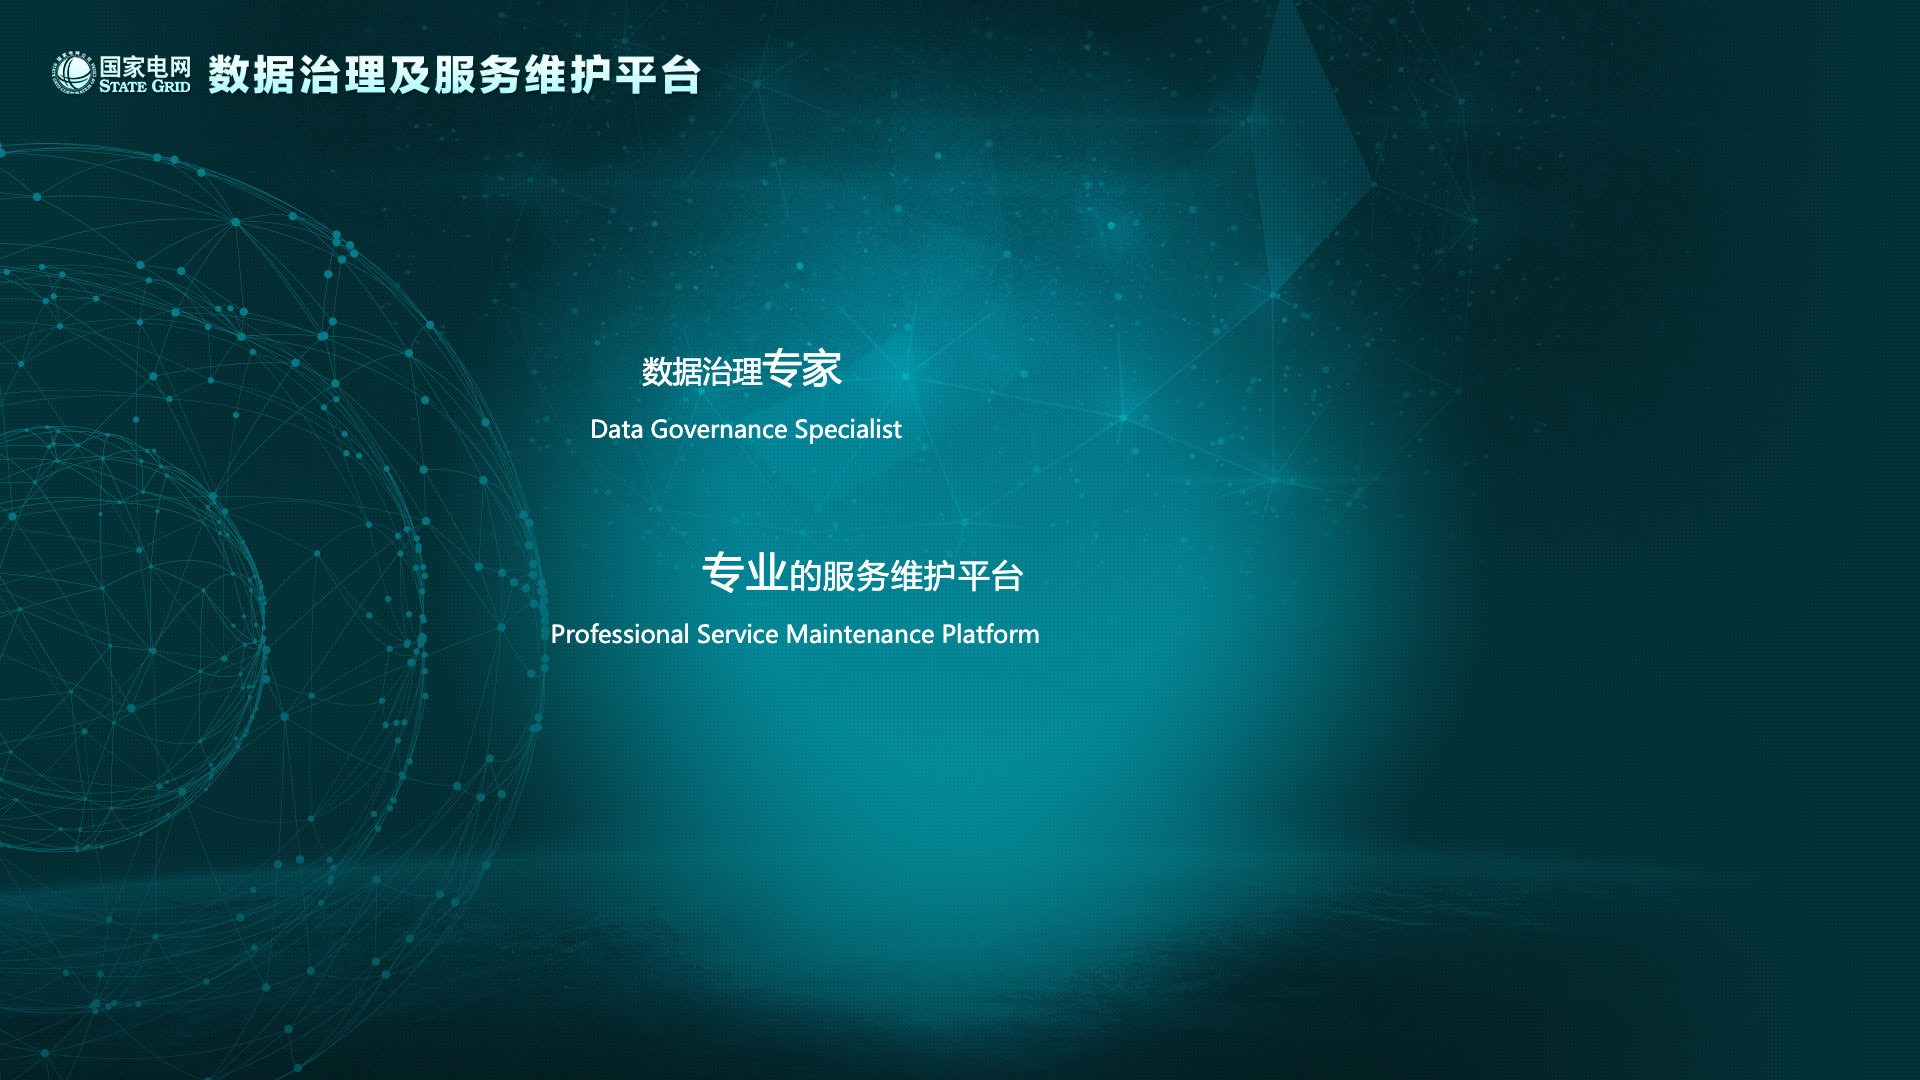 国家电网
STATE GRID
数据治理及服务维护平台
数据治理专家
Data Governance Specialist
专业的服务维护平台
Professional Service Maintenance Platform